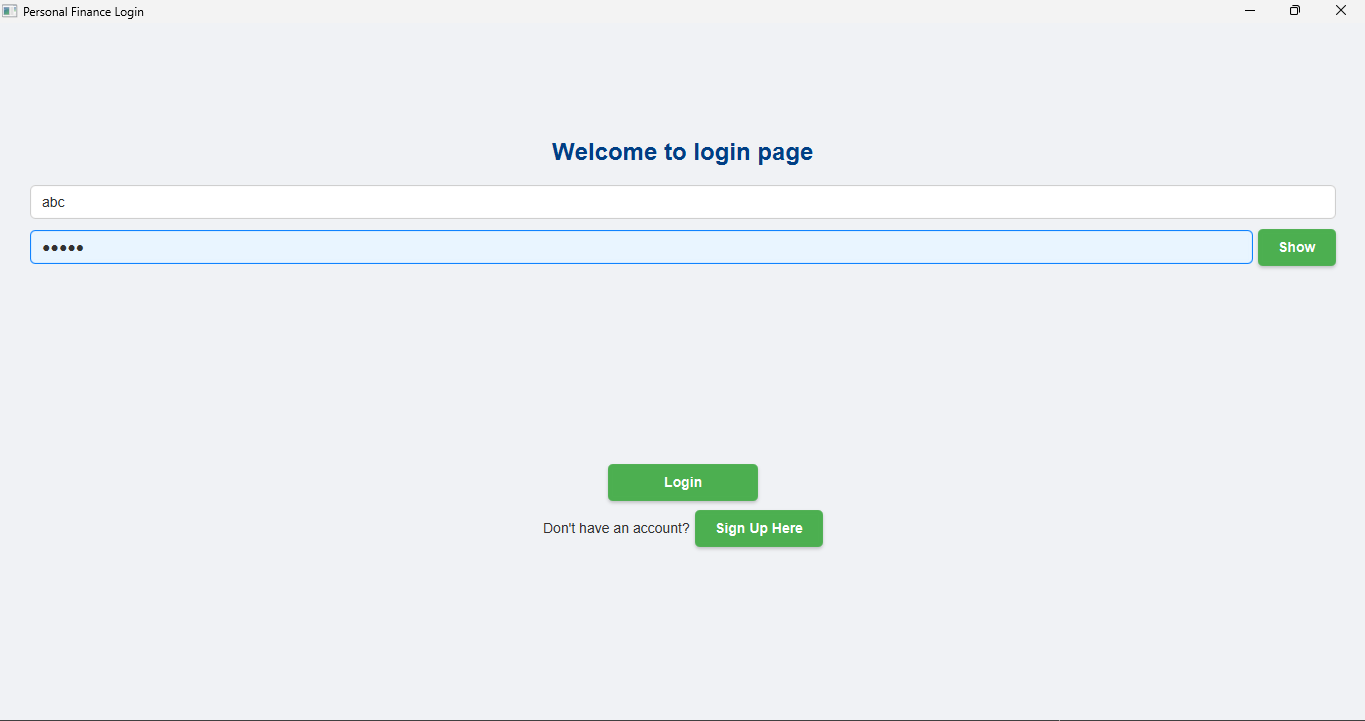 Personal Finance Login
Welcome to login page
abc
•••••
Show
Login
Don't have an account? Sign Up Here